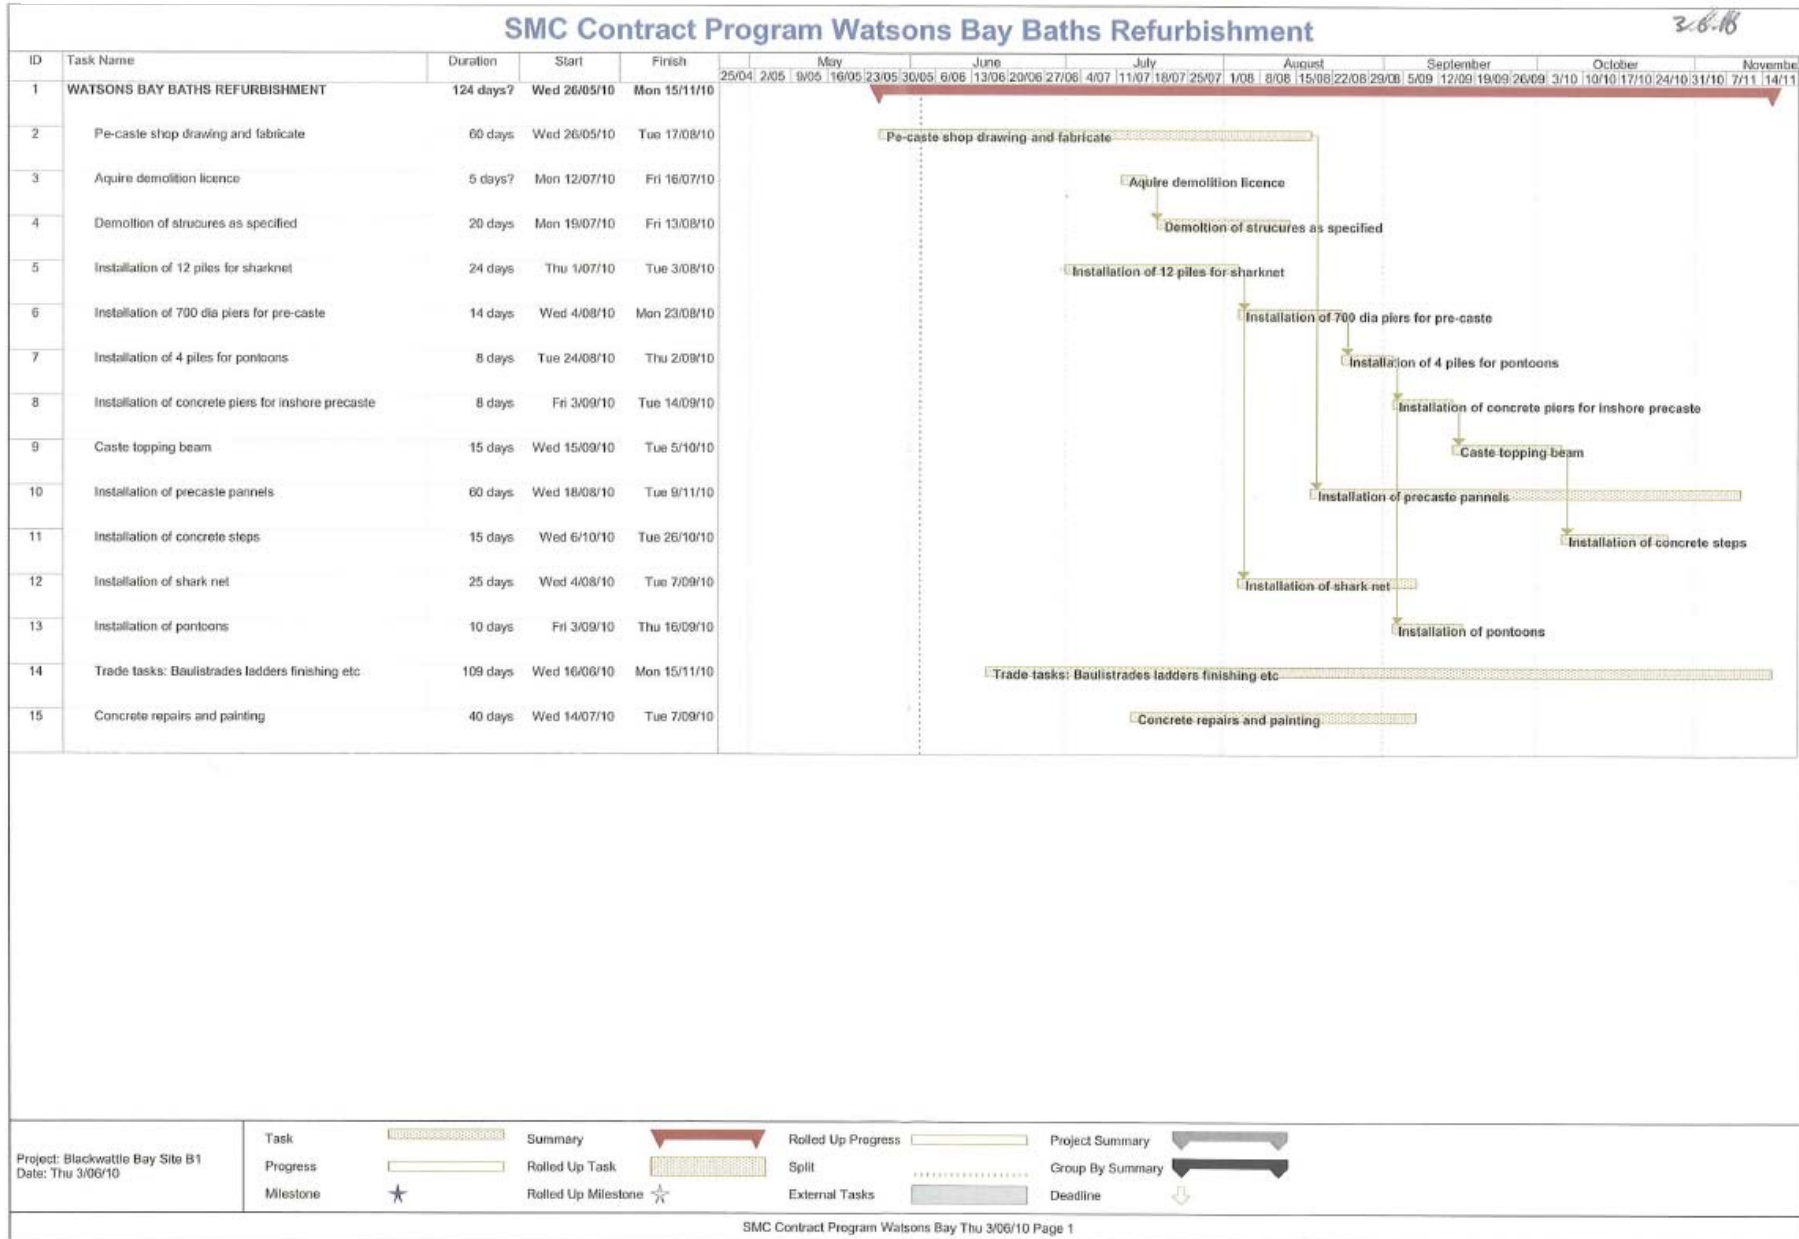 SMC Contract Program Watsons Bay Baths Refurbishment
ID Task Name Duration Start Finish May June July August September October Novembe
25/04 2/05 9/05 16/05 23/05 30/05 6/06 13/06 20/06 27/06 4/07 11/07 18/07 25/07 1/08 8/08 15/08 22/08 29/08 5/09 12/09 19/09 26/09 3/10 10/10 17/10 24/10 31/10 7/11 14/11
1 WATSONS BAY BATHS REFURBISHMENT 124 days? Wed 26/05/10 Mon 15/11/10
2 Pe-caste shop drawing and fabricate 60 days Wed 26/05/10 Tue 17/08/10 Pe-caste shop drawing and fabricate
3 Aquire demolition licence 5 days? Mon 12/07/10 Fri 16/07/10 Aquire demolition licence
4 Demoltion of strucures as specified 20 days Mon 19/07/10 Fri 13/08/10 Demoltion of strucures as specified
5 Installation of 12 piles for sharknet 24 days Thu 1/07/10 Tue 3/08/10 Installation of 12 piles for sharknet
6 Installation of 700 dia piers for pre-caste 14 days Wed 4/08/10 Mon 23/08/10 Installation of 700 dia piers for pre-caste
7 Installation of 4 piles for pontoons 8 days Tue 24/08/10 Thu 2/09/10 Installation of 4 piles for pontoons
8 Installation of concrete piers for inshore precaste 8 days Fri 3/09/10 Tue 14/09/10 Installation of concrete piers for inshore precaste
9 Caste topping beam 15 days Wed 15/09/10 Tue 5/10/10 Caste topping beam
10 Installation of precaste pannels 60 days Wed 18/08/10 Tue 9/11/10 Installation of precaste pannels
11 Installation of concrete steps 15 days Wed 6/10/10 Tue 26/10/10 Installation of concrete steps
12 Installation of shark net 25 days Wed 4/08/10 Tue 7/09/10 Installation of shark net
13 Installation of pontoons 10 days Fri 3/09/10 Thu 16/09/10 Installation of pontoons
14 Trade tasks: Baulistrades ladders finishing etc 109 days Wed 16/06/10 Mon 15/11/10 Trade tasks: Baulistrades ladders finishing etc
15 Concrete repairs and painting 40 days Wed 14/07/10 Tue 7/09/10 Concrete repairs and painting
Project: Blackwattle Bay Site B1
Date: Thu 3/06/10
Task Summary Rolled Up Progress Project Summary
Progress Rolled Up Task Split Group By Summary
Milestone Rolled Up Milestone External Tasks Deadline
SMC Contract Program Watsons Bay Thu 3/06/10 Page 1